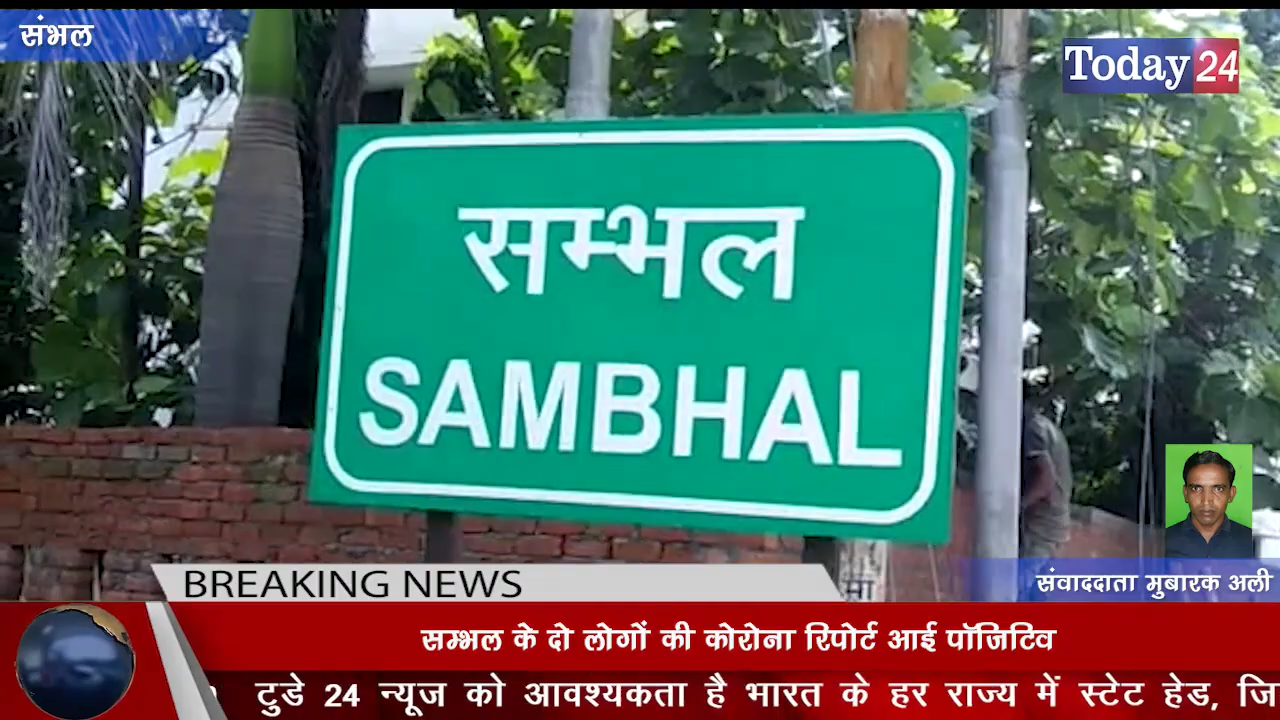 संभल
Today 24
सम्भल
SAMBHAL
संवाददाता मुबारक अली
BREAKING NEWS
सम्भल के दो लोगों की कोरोना रिपोर्ट आई पॉजिटिव
टुडे 24 न्यूज को आवश्यकता है भारत के हर राज्य में स्टेट हेड,